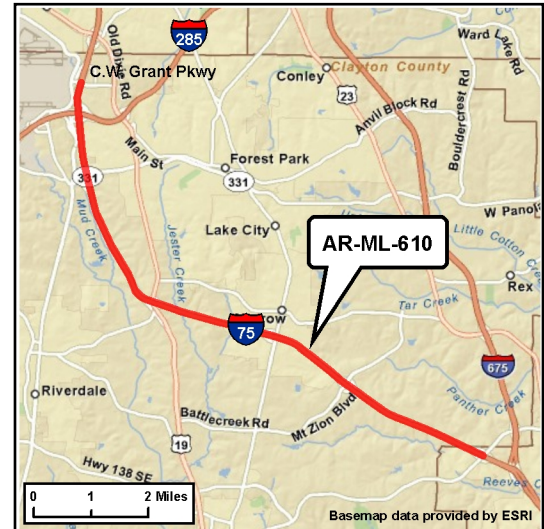 Old Dixie Rd
285
Ward Lake Rd
C.W. Grant Pkwy
Conley
Clayton County
23
Anvil Block Rd
Bouldercrest Rd
Main St
Forest Park
331
331
Mud Creek
Jester Creek
W Panola
Lake City
AR-ML-610
Little Cotton Cree
Rex
Tar Creek
75
row
675
Panther Creek
Riverdale
Battlecreek Rd
Mt Zion Blvd
19
Hwy 138 SE
Reeves C
0 1 2 Miles
Basemap data provided by ESRI